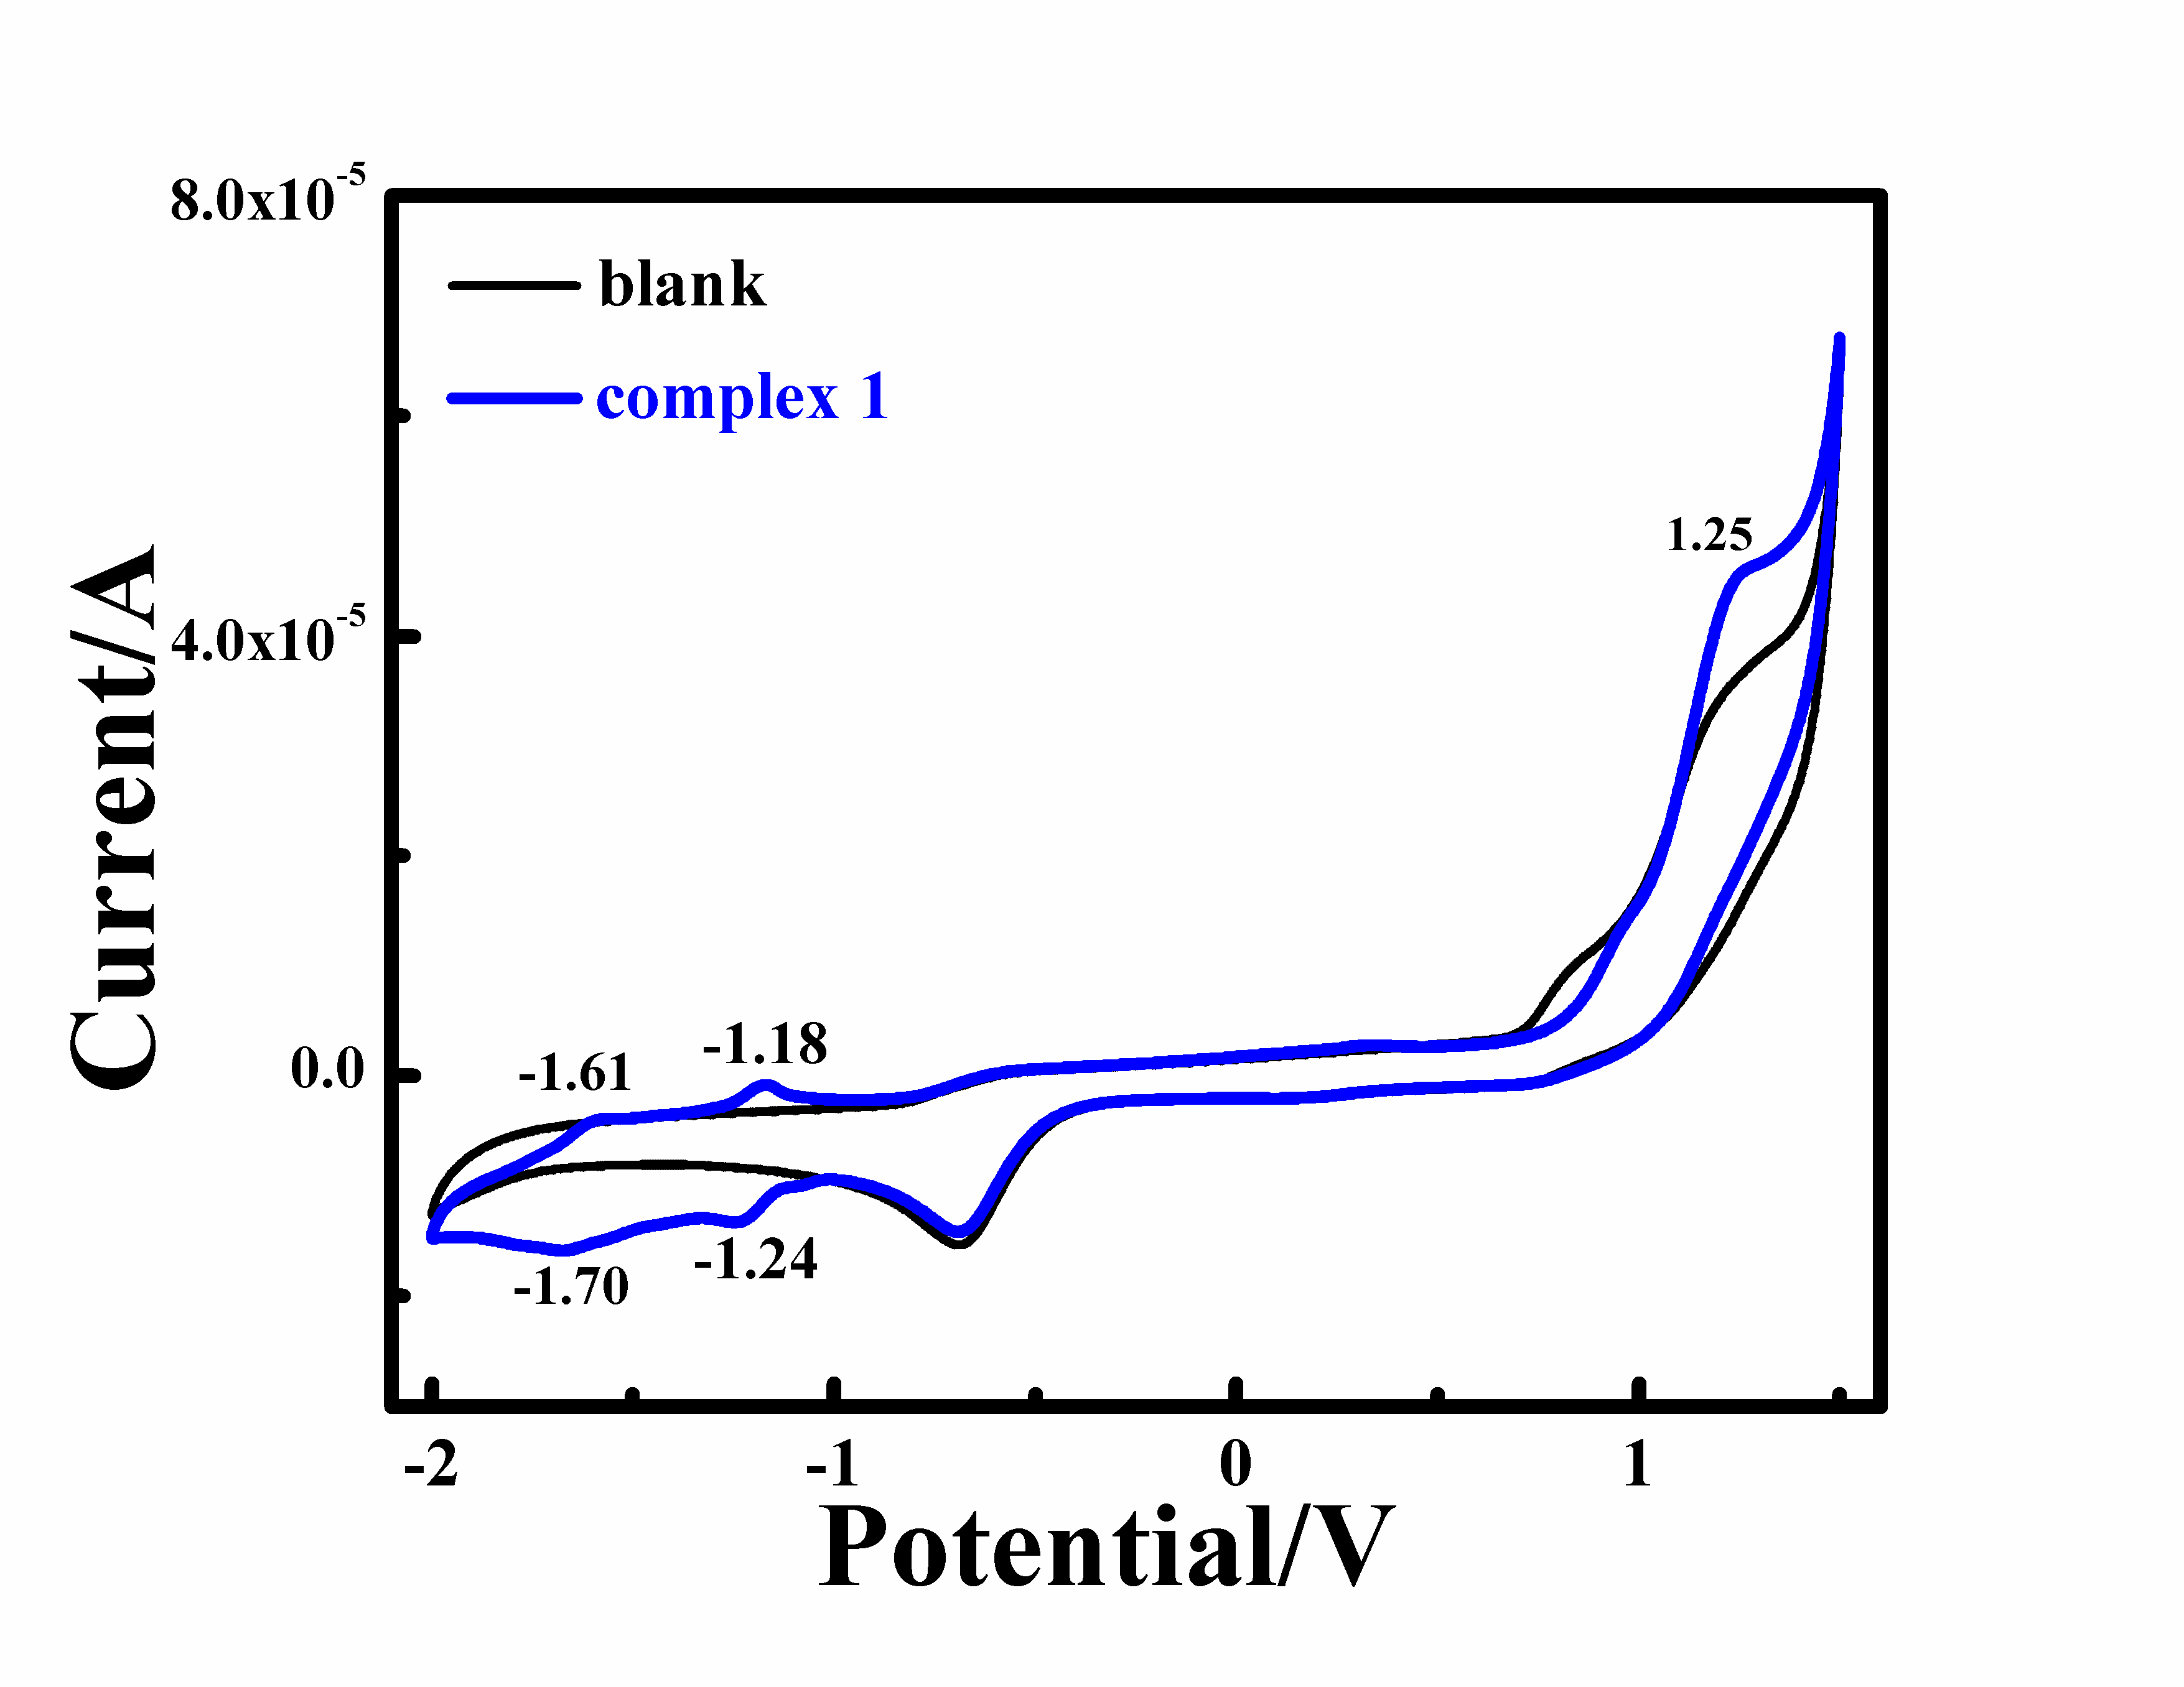 8.0x10⁻⁵
blank
complex 1
1.25
4.0x10⁻⁵
Current/A
-1.18
-1.61
0.0
-1.24
-1.70
-2 -1 0 1
Potential/V